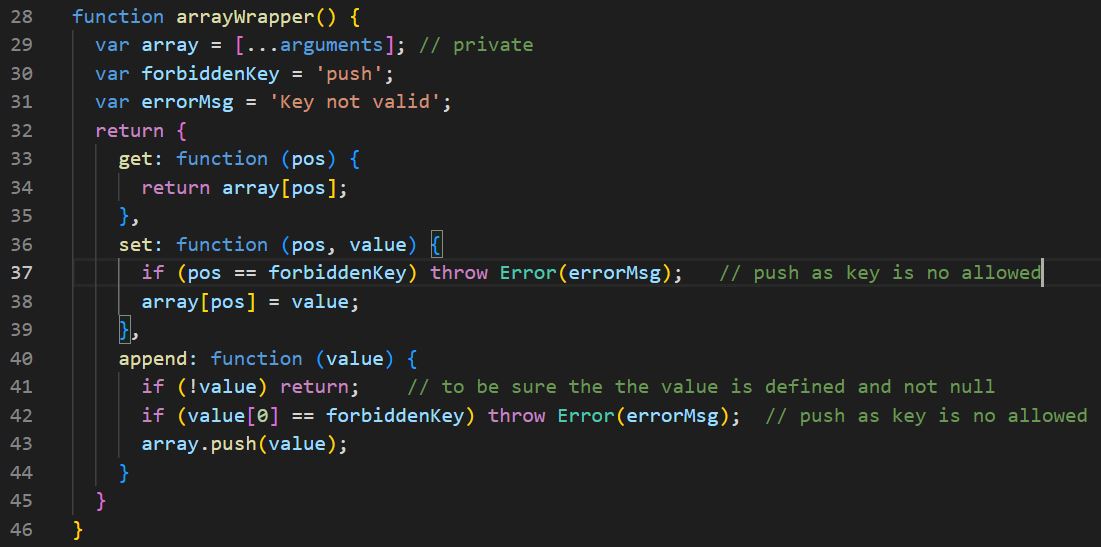 28 function arrayWrapper() {
29   var array = [...arguments]; // private
30   var forbiddenKey = 'push';
31   var errorMsg = 'Key not valid';
32   return {
33     get: function (pos) {
34       return array[pos];
35     },
36     set: function (pos, value) {
37       if (pos == forbiddenKey) throw Error(errorMsg);   // push as key is no allowed
38       array[pos] = value;
39     },
40     append: function (value) {
41       if (!value) return;    // to be sure the the value is defined and not null
42       if (value[0] == forbiddenKey) throw Error(errorMsg);  // push as key is no allowed
43       array.push(value);
44     }
45   }
46 }